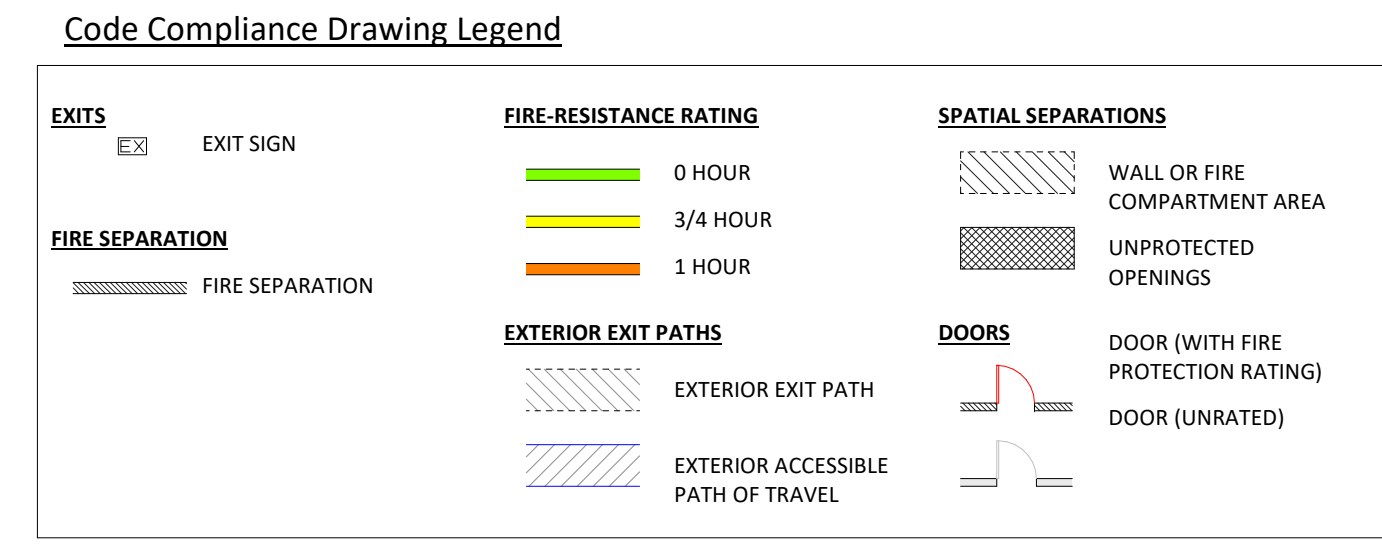 Code Compliance Drawing Legend
EXITS
EX
EXIT SIGN
FIRE SEPARATION
FIRE SEPARATION
FIRE-RESISTANCE RATING
0 HOUR
3/4 HOUR
1 HOUR
EXTERIOR EXIT PATHS
EXTERIOR EXIT PATH
EXTERIOR ACCESSIBLE
PATH OF TRAVEL
SPATIAL SEPARATIONS
WALL OR FIRE
COMPARTMENT AREA
UNPROTECTED
OPENINGS
DOORS
DOOR (WITH FIRE
PROTECTION RATING)
DOOR (UNRATED)